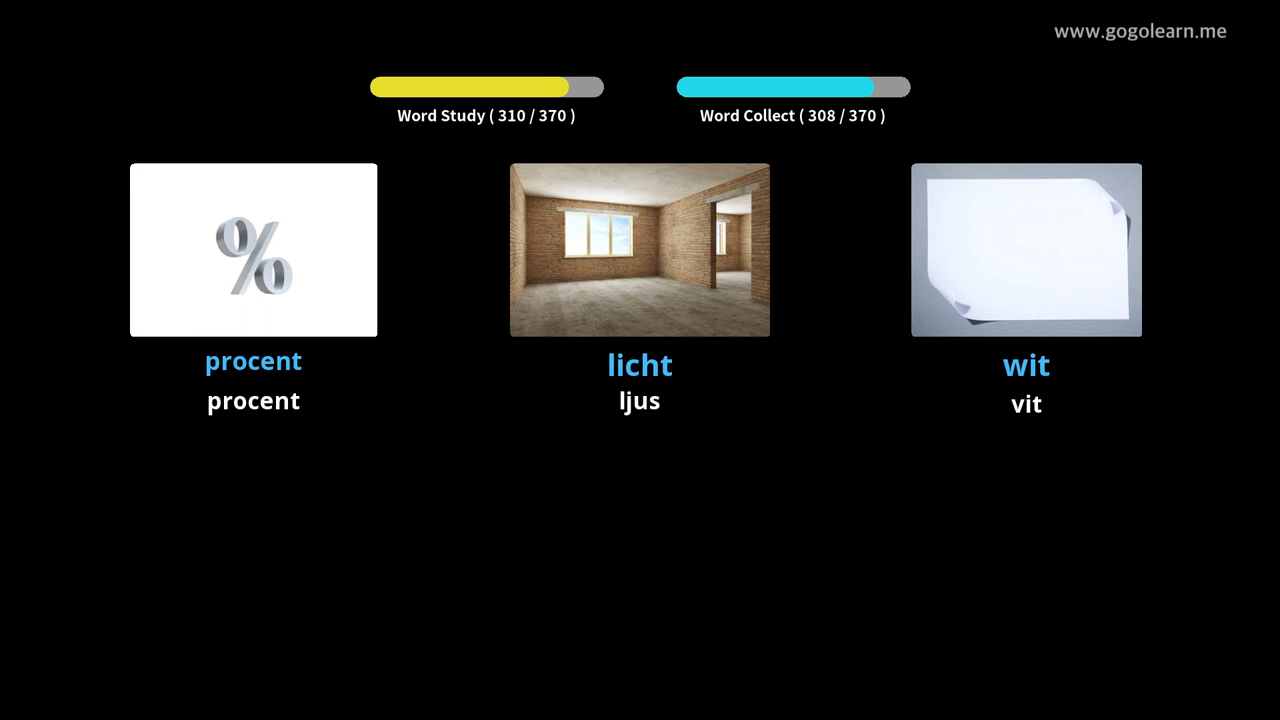 www.gogolearn.me
Word Study ( 310 / 370 )
Word Collect ( 308 / 370 )
%
procent
procent
licht
ljus
wit
vit